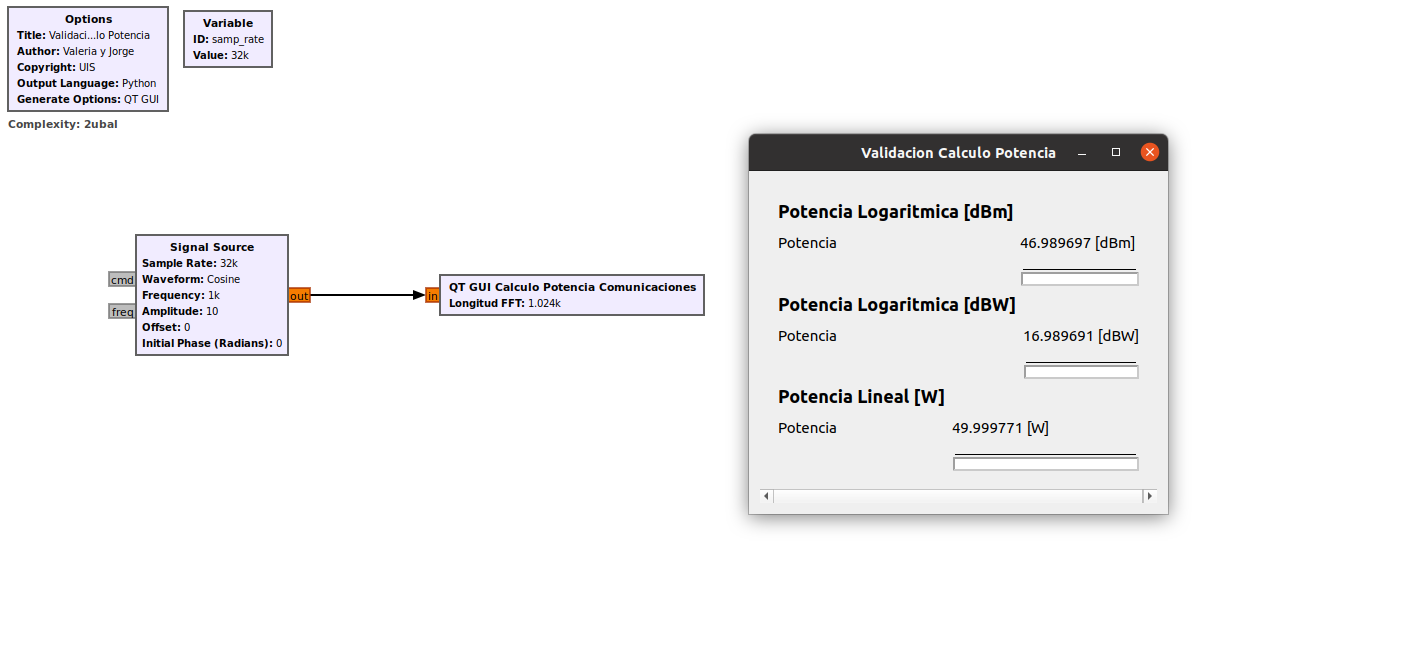 Options
Title: Validaci...lo Potencia
Author: Valeria y Jorge
Copyright: UIS
Output Language: Python
Generate Options: QT GUI
Complexity: 2ubal
Variable
ID: samp_rate
Value: 32k
cmd
freq
Signal Source
Sample Rate: 32k
Waveform: Cosine
Frequency: 1k
Amplitude: 10
Offset: 0
Initial Phase (Radians): 0
out
in
QT GUI Calculo Potencia Comunicaciones
Longitud FFT: 1.024k
Validacion Calculo Potencia
Potencia Logaritmica [dBm]
Potencia 46.989697 [dBm]
Potencia Logaritmica [dBW]
Potencia 16.989691 [dBW]
Potencia Lineal [W]
Potencia 49.999771 [W]